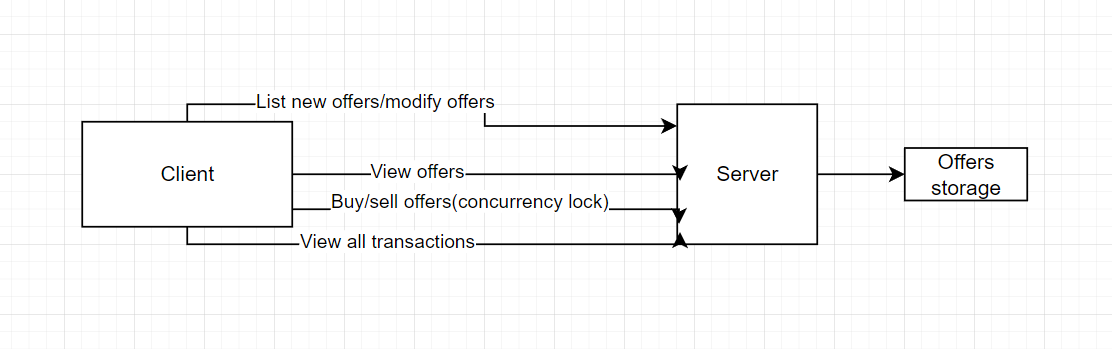 List new offers/modify offers
Client
View offers
Buy/sell offers(concurrency lock)
View all transactions
Server
Offers
storage